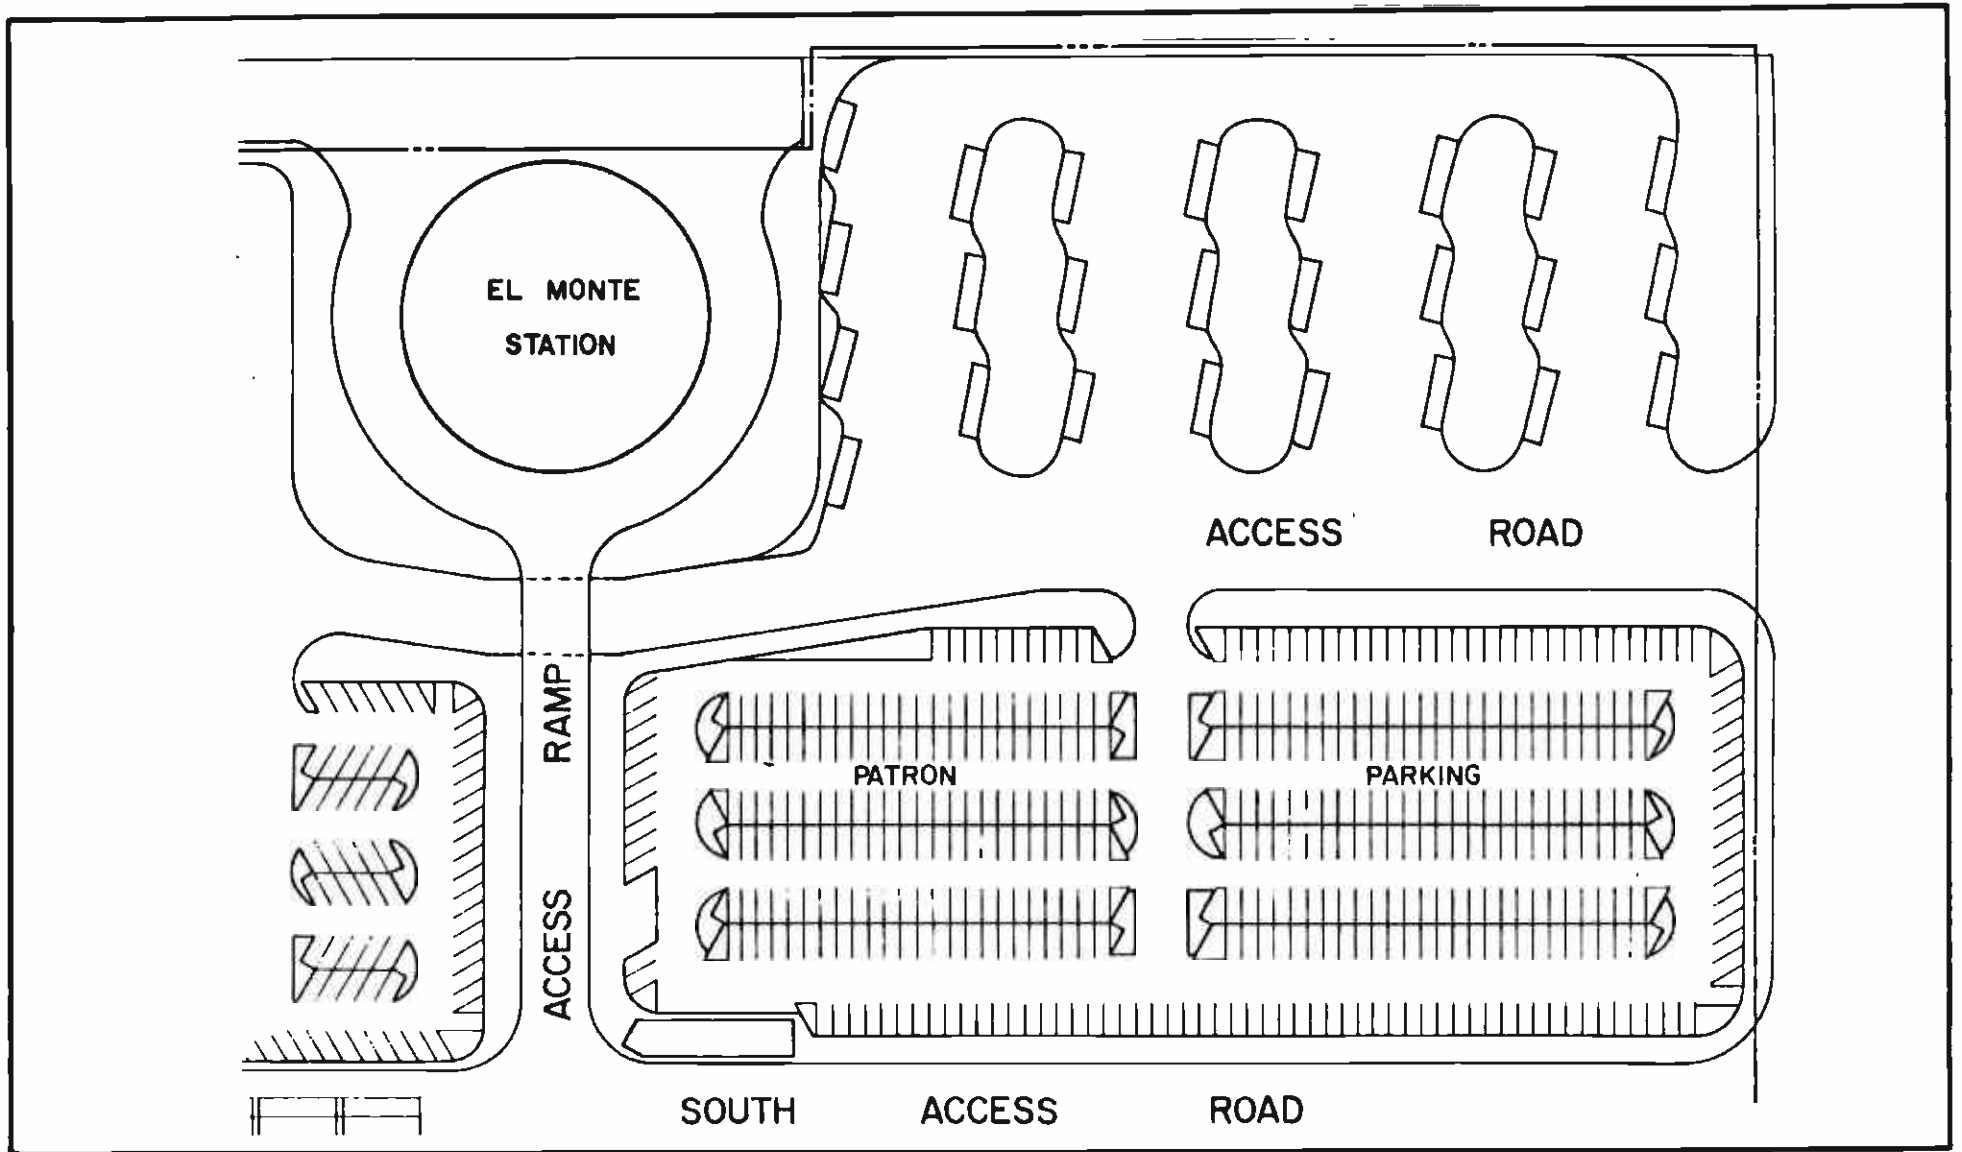 EL MONTE
STATION
ACCESS ROAD
ACCESS RAMP
PATRON PARKING
SOUTH ACCESS ROAD